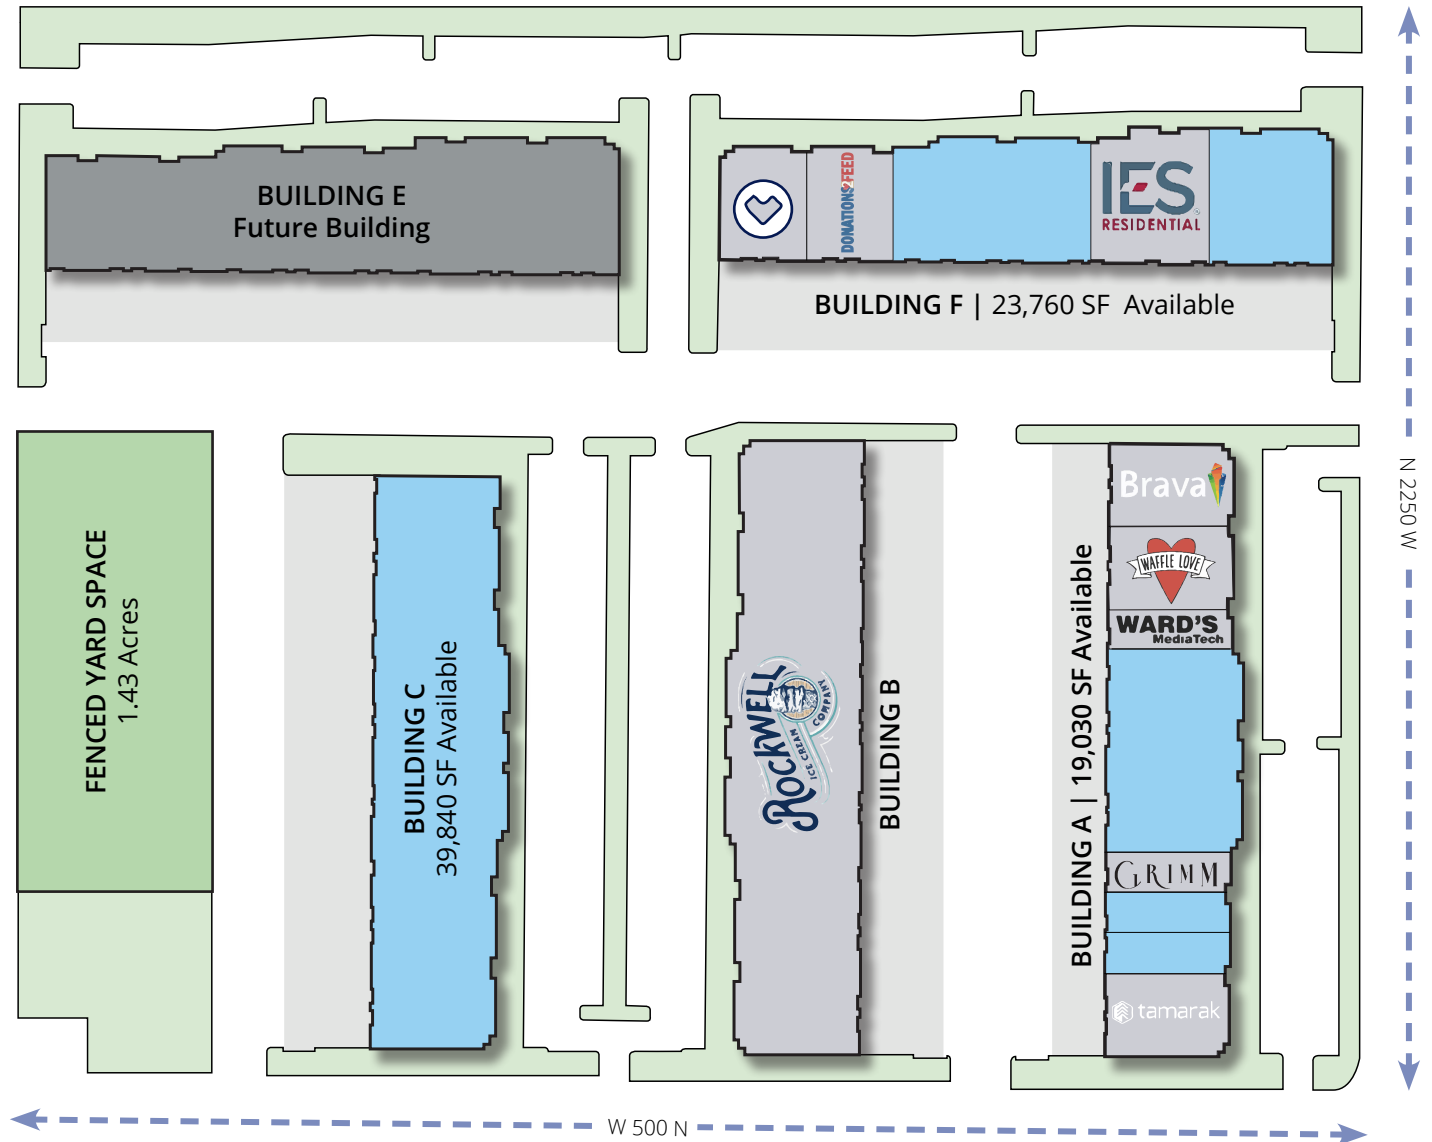 BUILDING E
Future Building
DONATIONS2FEED
IES
RESIDENTIAL
BUILDING F | 23,760 SF Available
N 2250 W
FENCED YARD SPACE
1.43 Acres
BUILDING C
39,840 SF Available
ROCKWELL
ICE CREAM
COMPANY
BUILDING B
BUILDING A | 19,030 SF Available
Brava
WAFFLE LOVE
WARD'S
MediaTech
GRIMM
tamarak
W 500 N